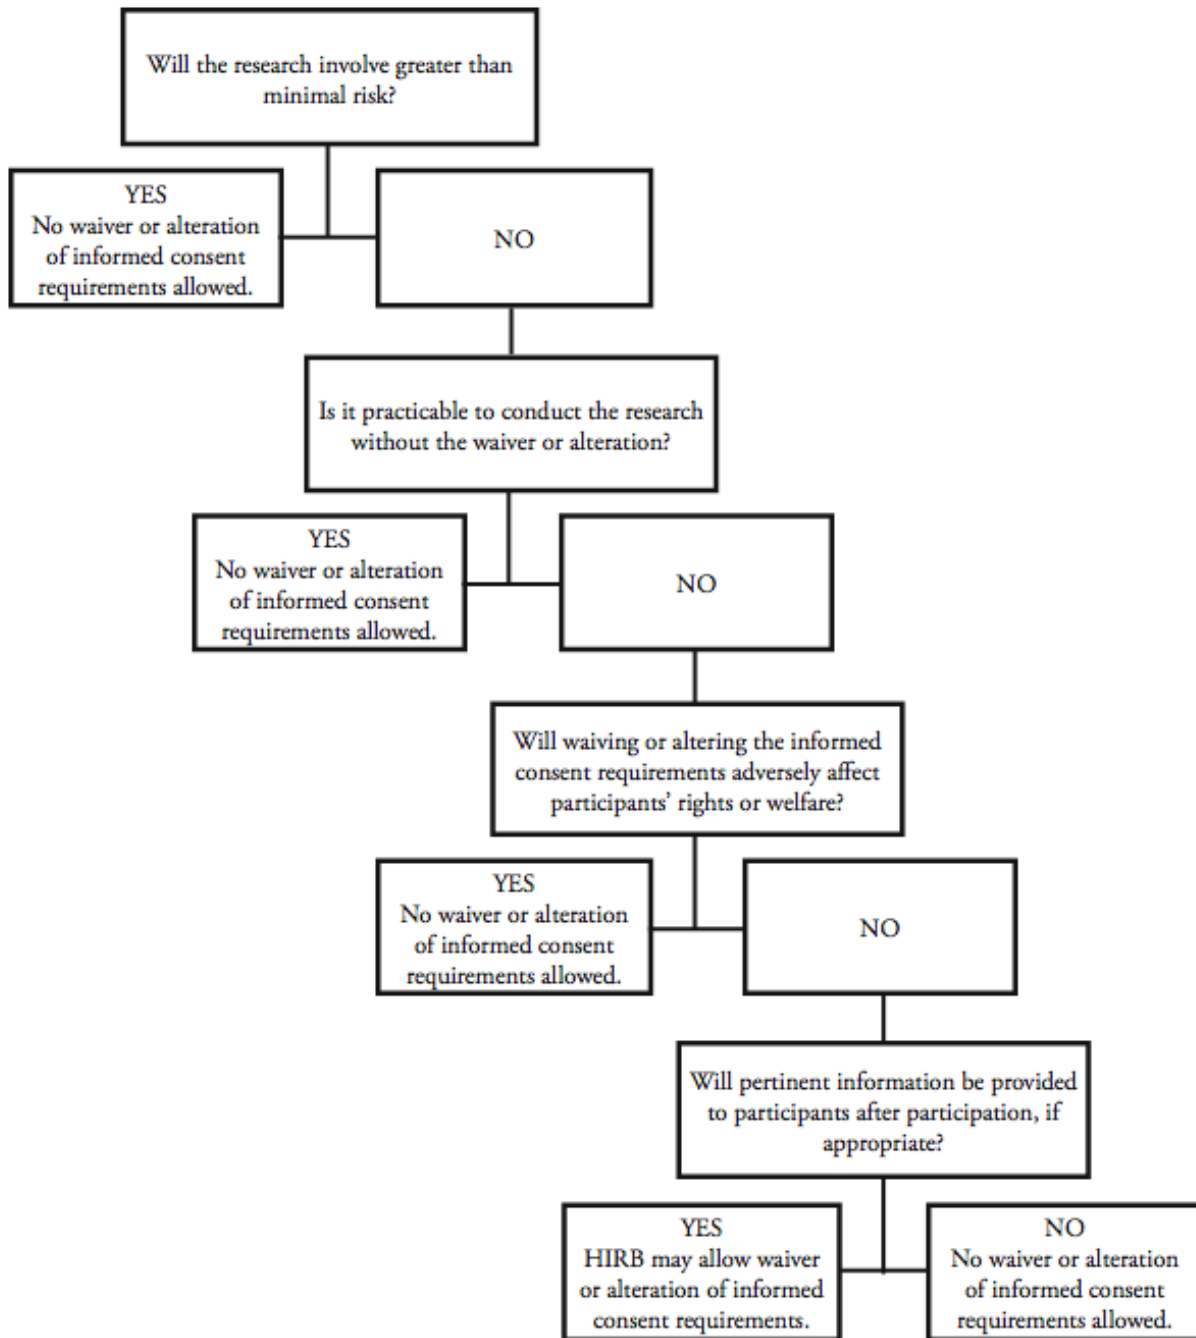 Will the research involve greater than
minimal risk?
YES
No waiver or alteration
of informed consent
requirements allowed.
NO
Is it practicable to conduct the research
without the waiver or alteration?
YES
No waiver or alteration
of informed consent
requirements allowed.
NO
Will waiving or altering the informed
consent requirements adversely affect
participants’ rights or welfare?
YES
No waiver or alteration
of informed consent
requirements allowed.
NO
Will pertinent information be provided
to participants after participation, if
appropriate?
YES
HIRB may allow waiver
or alteration of informed
consent requirements.
NO
No waiver or alteration
of informed consent
requirements allowed.